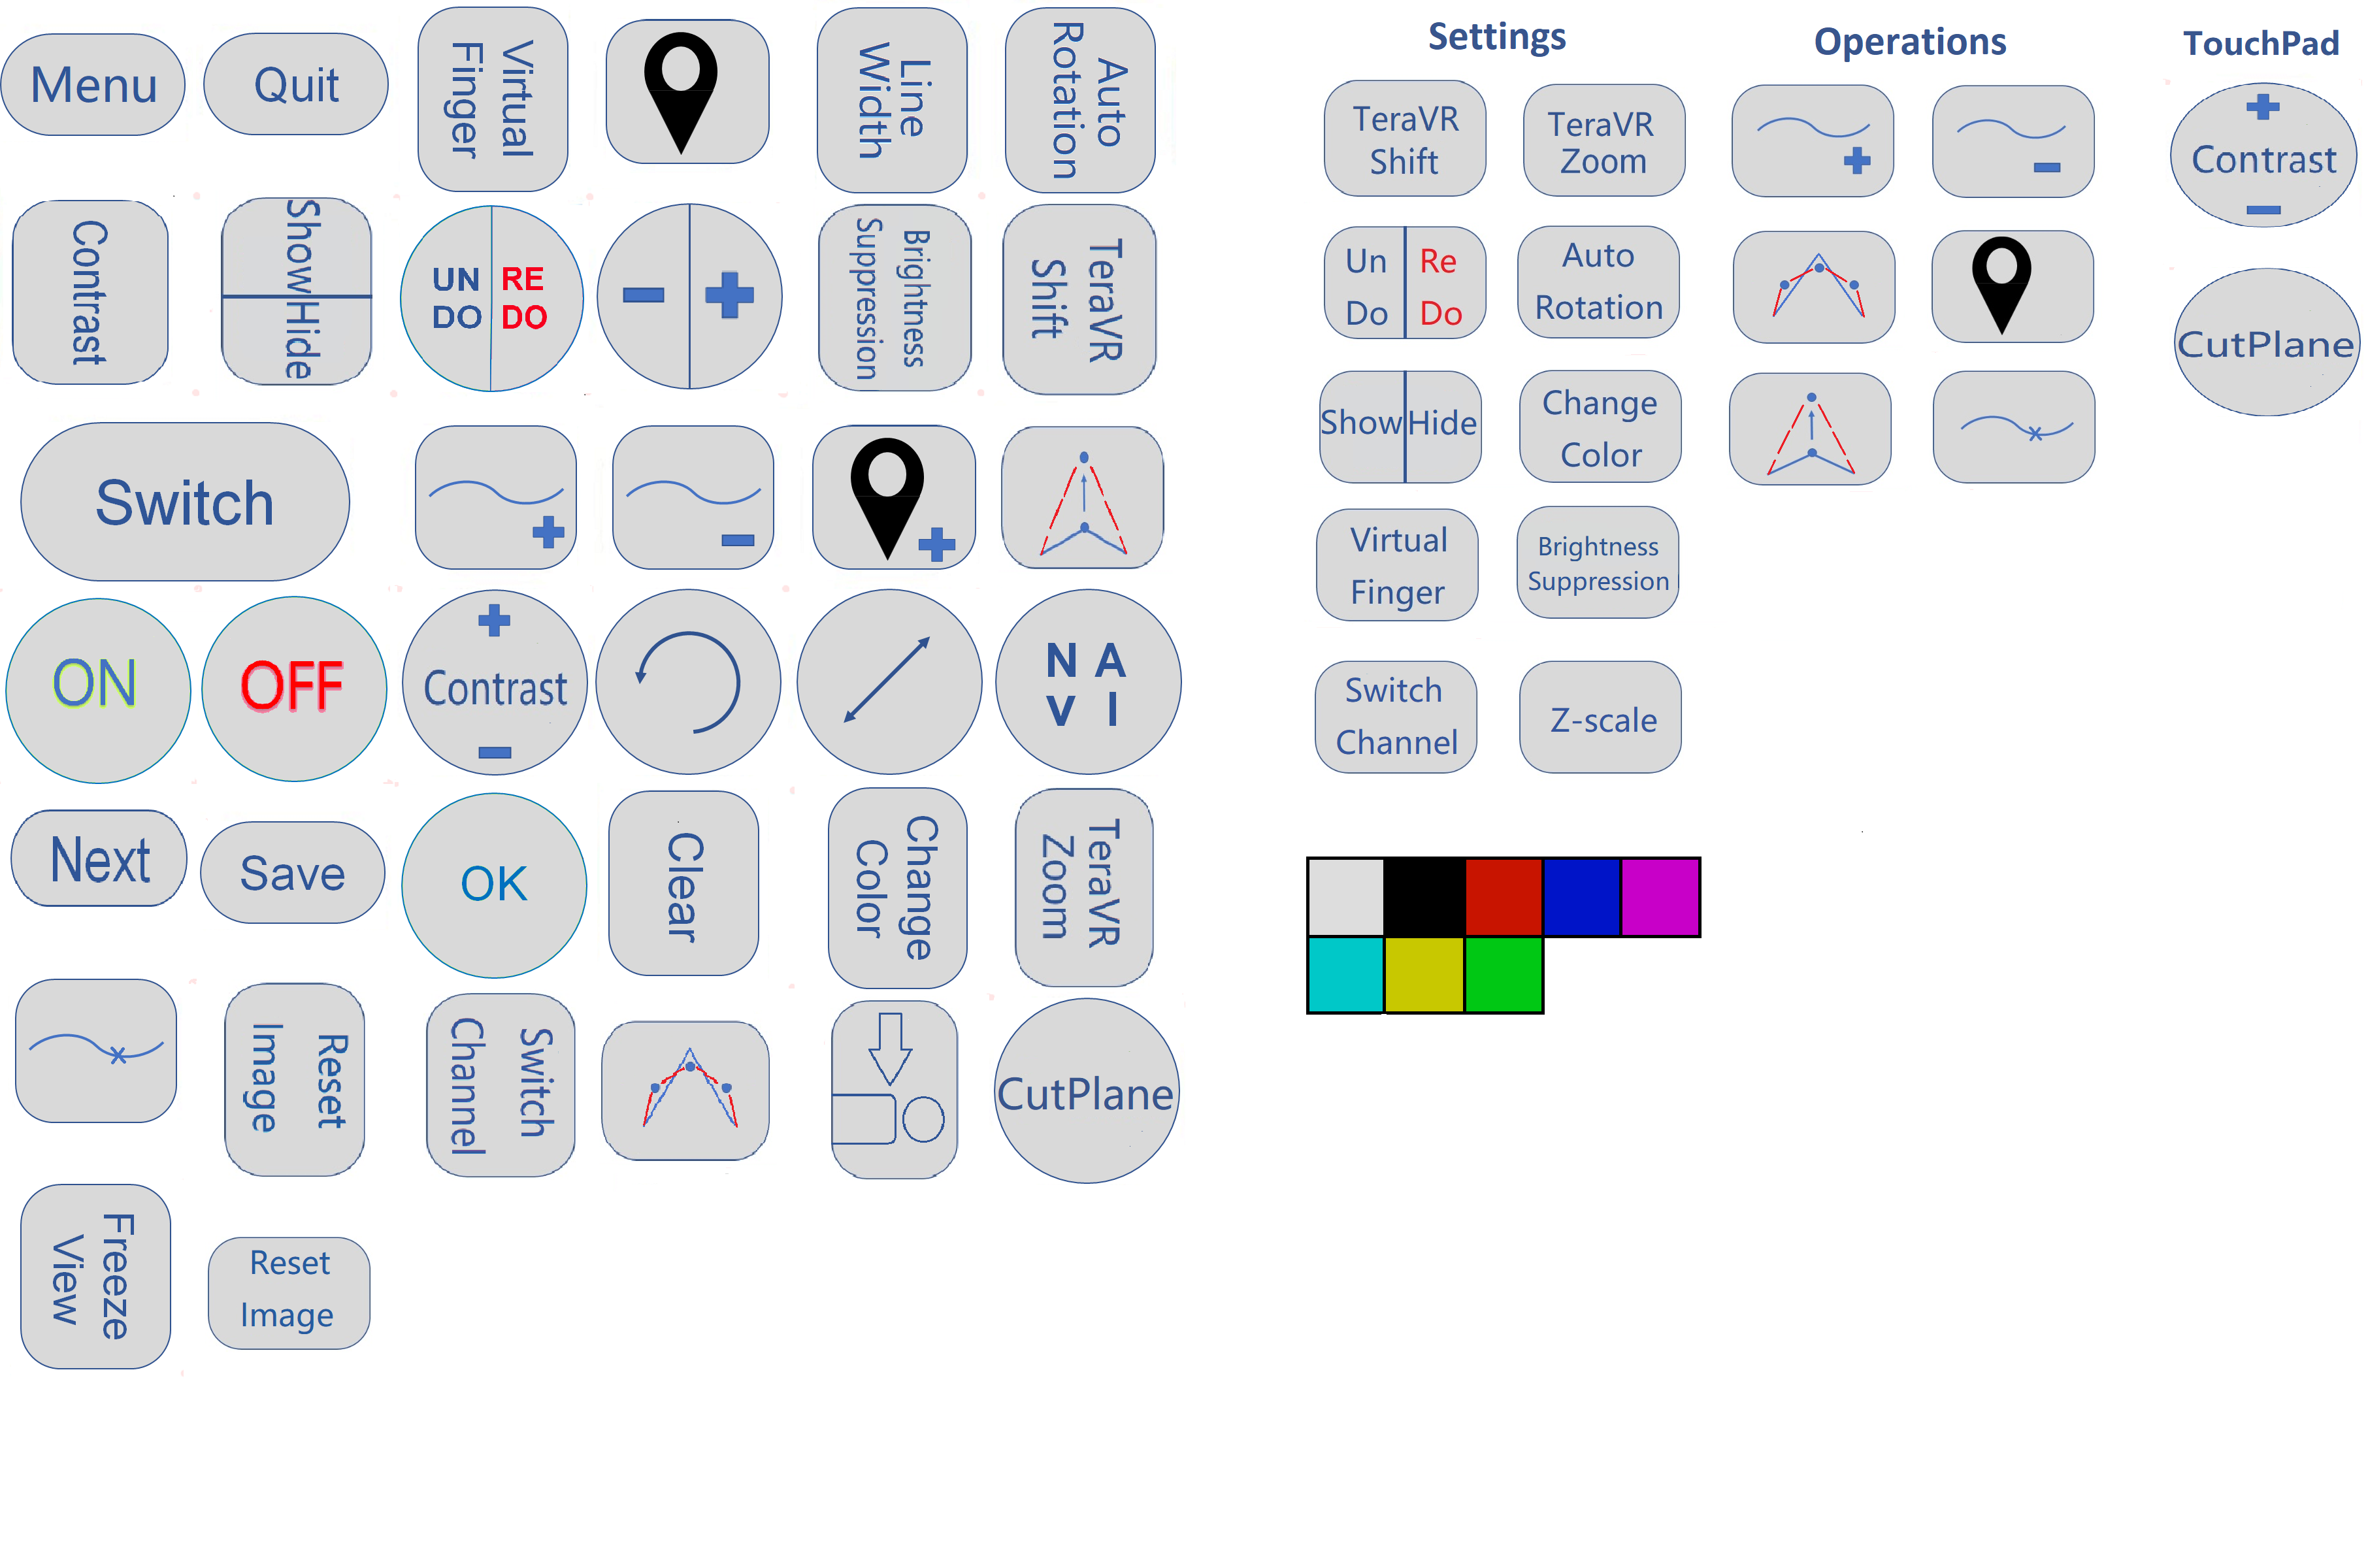 Menu
Quit
Virtual
Finger
Line
Width
Auto
Rotation
Contrast
Show
Hide
UN
DO
RE
DO
Brightness
Suppression
TeraVR
Shift
Switch
ON
OFF
Contrast
N A
V I
Next
Save
OK
Clear
Change
Color
TeraVR
Zoom
Reset
Image
Switch
Channel
CutPlane
Freeze
View
Reset
Image
Settings
TeraVR
Shift
TeraVR
Zoom
Un
Do
Re
Do
Auto
Rotation
Show
Hide
Change
Color
Virtual
Finger
Brightness
Suppression
Switch
Channel
Z-scale
Operations
TouchPad
Contrast
CutPlane